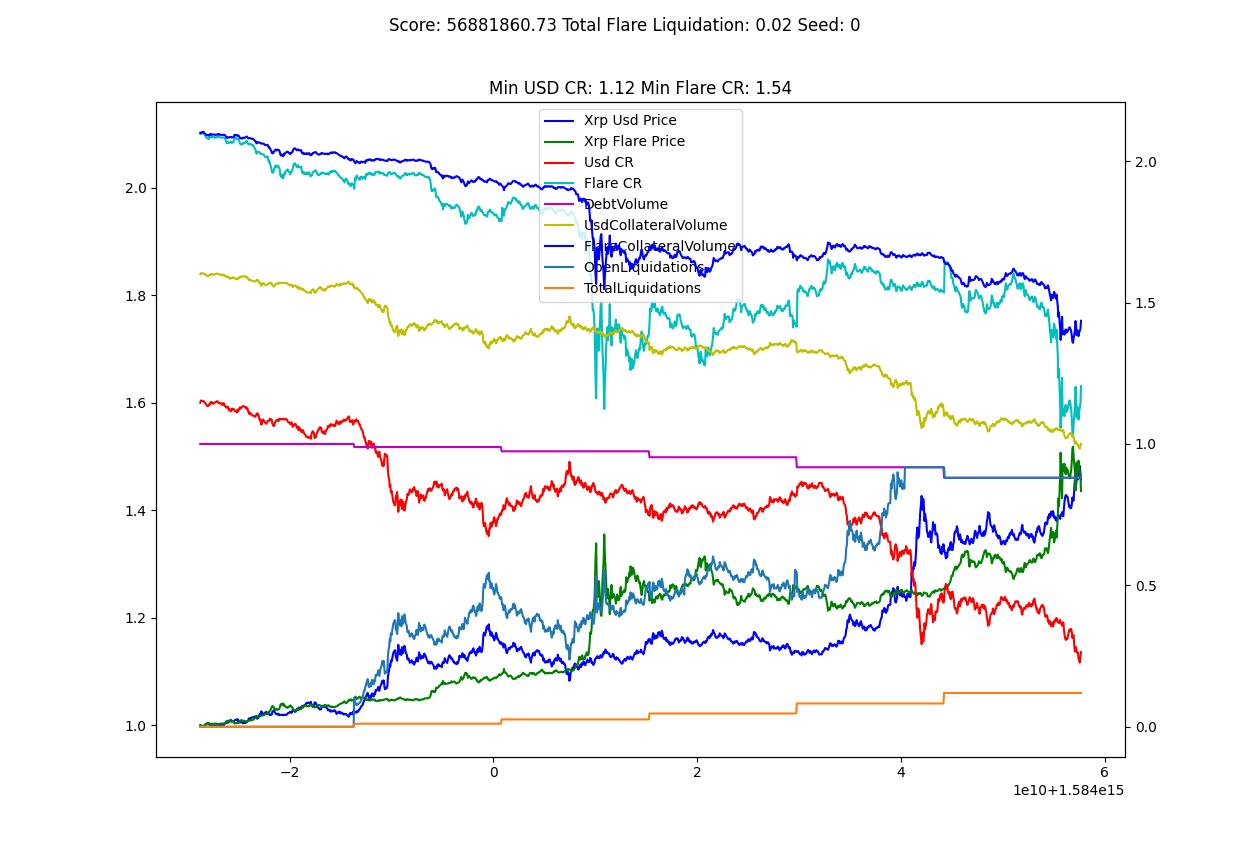 Score: 56881860.73 Total Flare Liquidation: 0.02 Seed: 0
Min USD CR: 1.12 Min Flare CR: 1.54
Xrp Usd Price
Xrp Flare Price
Usd CR
Flare CR
DebtVolume
UsdCollateralVolume
FlareCollateralVolume
OpenLiquidations
TotalLiquidations
2.0
1.8
1.6
1.4
1.2
1.0
2.0
1.5
1.0
0.5
0.0
−2
0
2
4
6
1e10+1.584e15